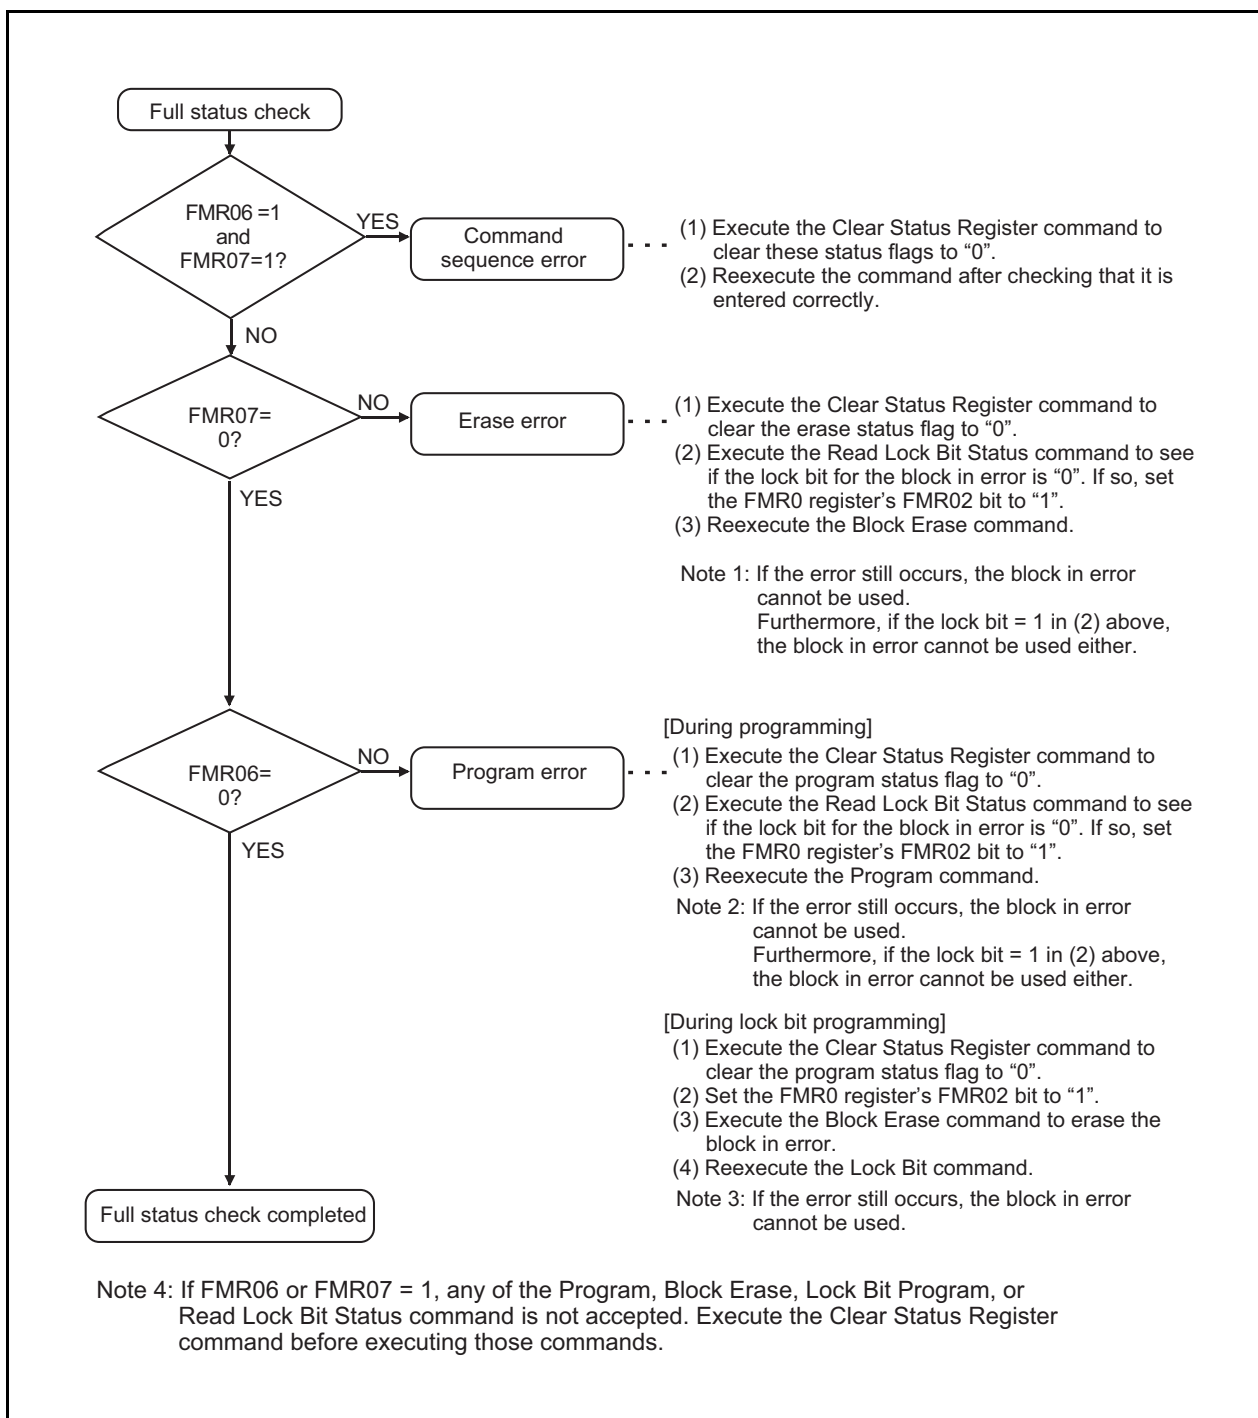 Full status check
FMR06 =1
and
FMR07=1?
YES
Command
sequence error
(1) Execute the Clear Status Register command to
clear these status flags to “0”.
(2) Reexecute the command after checking that it is
entered correctly.
NO
FMR07=
0?
NO
Erase error
(1) Execute the Clear Status Register command to
clear the erase status flag to “0”.
(2) Execute the Read Lock Bit Status command to see
if the lock bit for the block in error is “0”. If so, set
the FMR0 register’s FMR02 bit to “1”.
(3) Reexecute the Block Erase command.
YES
Note 1: If the error still occurs, the block in error
cannot be used.
Furthermore, if the lock bit = 1 in (2) above,
the block in error cannot be used either.
FMR06=
0?
NO
Program error
[During programming]
(1) Execute the Clear Status Register command to
clear the program status flag to “0”.
(2) Execute the Read Lock Bit Status command to see
if the lock bit for the block in error is “0”. If so, set
the FMR0 register’s FMR02 bit to “1”.
(3) Reexecute the Program command.
YES
Note 2: If the error still occurs, the block in error
cannot be used.
Furthermore, if the lock bit = 1 in (2) above,
the block in error cannot be used either.
[During lock bit programming]
(1) Execute the Clear Status Register command to
clear the program status flag to “0”.
(2) Set the FMR0 register’s FMR02 bit to “1”.
(3) Execute the Block Erase command to erase the
block in error.
(4) Reexecute the Lock Bit command.
Note 3: If the error still occurs, the block in error
cannot be used.
Full status check completed
Note 4: If FMR06 or FMR07 = 1, any of the Program, Block Erase, Lock Bit Program, or
Read Lock Bit Status command is not accepted. Execute the Clear Status Register
command before executing those commands.